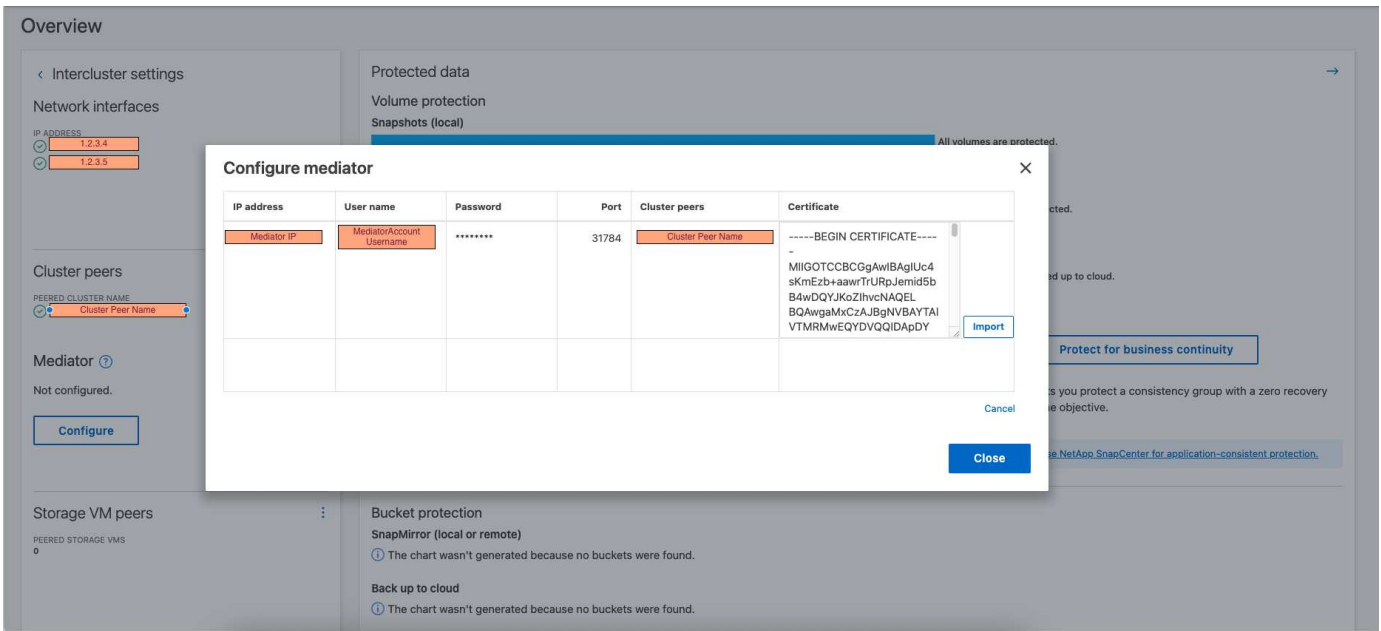 Overview
Intercluster settings
Network interfaces
IP ADDRESS
1.2.3.4
1.2.3.5
Cluster peers
PEERED CLUSTER NAME
Cluster Peer Name
Mediator
Not configured.
Configure
Storage VM peers
PEERED STORAGE VMS
0
Protected data
Volume protection
Snapshots (local)
All volumes are protected.
Configure mediator
IP address User name Password Port Cluster peers Certificate
Mediator IP
MediatorAccount
Username
********
31784
Cluster Peer Name
-----BEGIN CERTIFICATE----
-
MIIGOTCCBCGgAwIBAgIUc4
sKmEzb+aawrTrURpJemid5b
B4wDQYJKoZIhvcNAQEL
BQAwgaMxCzAJBgNVBAYTAl
VTMRMwEQYDVQQIDApDY
Import
Cancel
Close
cted.
ed up to cloud.
Protect for business continuity
s you protect a consistency group with a zero recovery
e objective.
se NetApp SnapCenter for application-consistent protection.
Bucket protection
SnapMirror (local or remote)
The chart wasn't generated because no buckets were found.
Back up to cloud
The chart wasn't generated because no buckets were found.